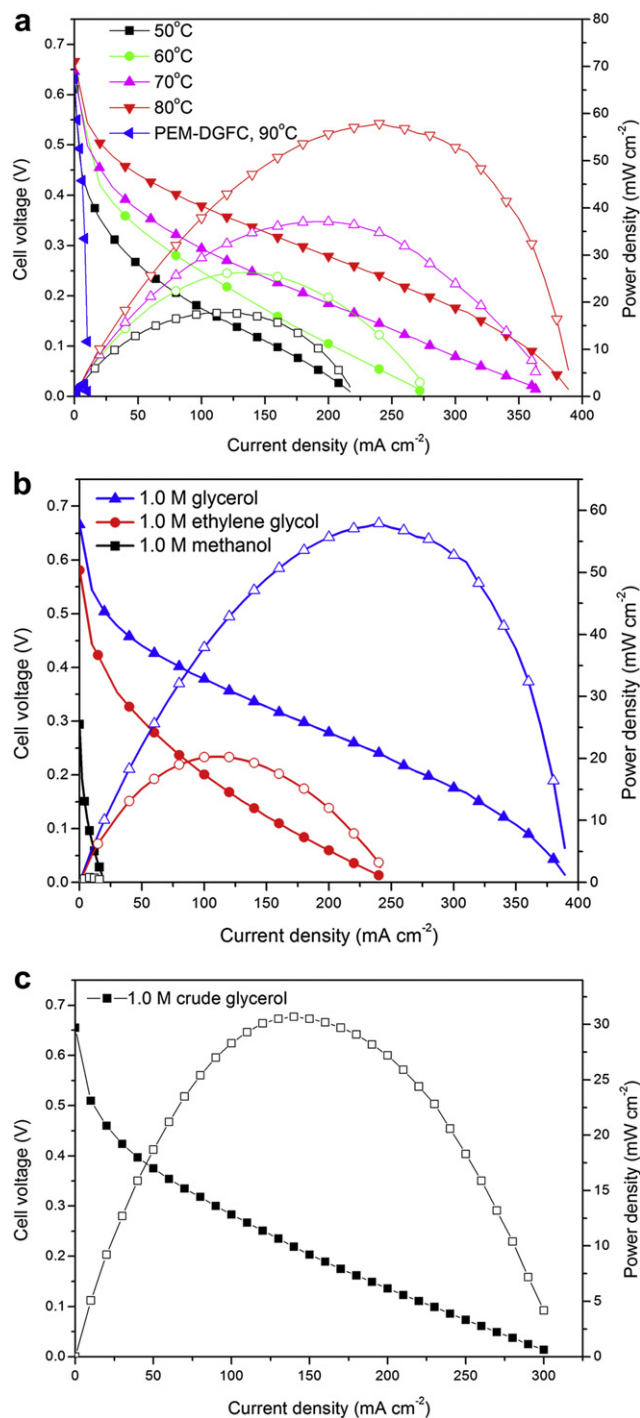 a
50°C
60°C
70°C
80°C
PEM-DGFC, 90°C
0.7
0.6
0.5
0.4
0.3
0.2
0.1
0.0
Cell voltage (V)
80
70
60
50
40
30
20
10
0
Power density (mW cm-2)
0 50 100 150 200 250 300 350 400
Current density (mA cm-2)
b
1.0 M glycerol
1.0 M ethylene glycol
1.0 M methanol
0.7
0.6
0.5
0.4
0.3
0.2
0.1
0.0
Cell voltage (V)
60
50
40
30
20
10
0
Power density (mW cm-2)
0 50 100 150 200 250 300 350 400
Current density (mA cm-2)
c
1.0 M crude glycerol
0.7
0.6
0.5
0.4
0.3
0.2
0.1
0.0
Cell voltage (V)
30
25
20
15
10
5
0
Power density (mW cm-2)
0 50 100 150 200 250 300
Current density (mA cm-2)